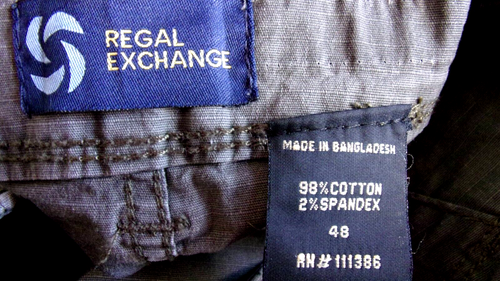 REGAL
EXCHANGE
MADE IN BANGLADESH
98% COTTON
2% SPANDEX
48
RN# 111386